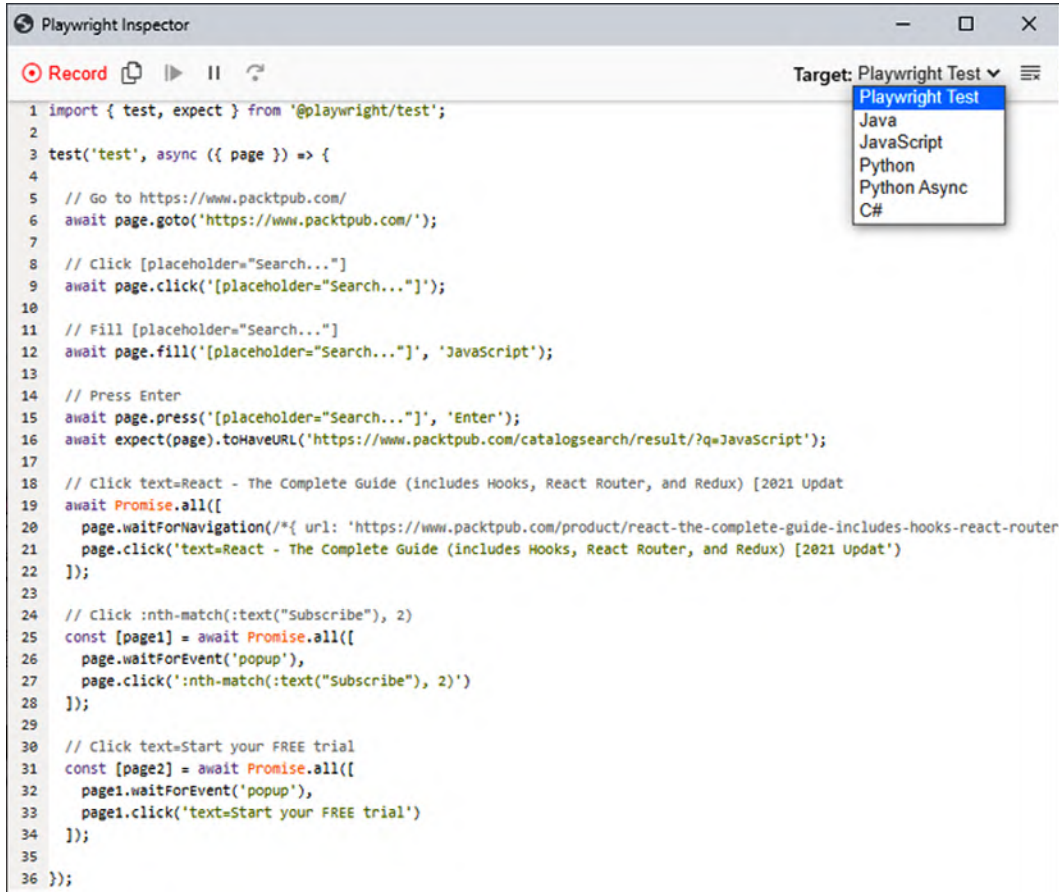 Playwright Inspector
Record
Target: Playwright Test
Playwright Test
Java
JavaScript
Python
Python Async
C#
1 import { test, expect } from '@playwright/test';
2
3 test('test', async ({ page }) => {
4
5 // Go to https://www.packtpub.com/
6 await page.goto('https://www.packtpub.com/');
7
8 // Click [placeholder="Search..."]
9 await page.click('[placeholder="Search..."]');
10
11 // Fill [placeholder="Search..."]
12 await page.fill('[placeholder="Search..."]', 'JavaScript');
13
14 // Press Enter
15 await page.press('[placeholder="Search..."]', 'Enter');
16 await expect(page).toHaveURL('https://www.packtpub.com/catalogsearch/result/?q=JavaScript');
17
18 // Click text=React - The Complete Guide (includes Hooks, React Router, and Redux) [2021 Updat
19 await Promise.all([
20 page.waitForNavigation(/*{ url: 'https://www.packtpub.com/product/react-the-complete-guide-includes-hooks-react-router
21 page.click('text=React - The Complete Guide (includes Hooks, React Router, and Redux) [2021 Updat')
22 ]);
23
24 // Click :nth-match(:text("Subscribe"), 2)
25 const [page1] = await Promise.all([
26 page.waitForEvent('popup'),
27 page.click(':nth-match(:text("Subscribe"), 2)')
28 ]);
29
30 // Click text=Start your FREE trial
31 const [page2] = await Promise.all([
32 page1.waitForEvent('popup'),
33 page1.click('text=Start your FREE trial')
34 ]);
35
36 });